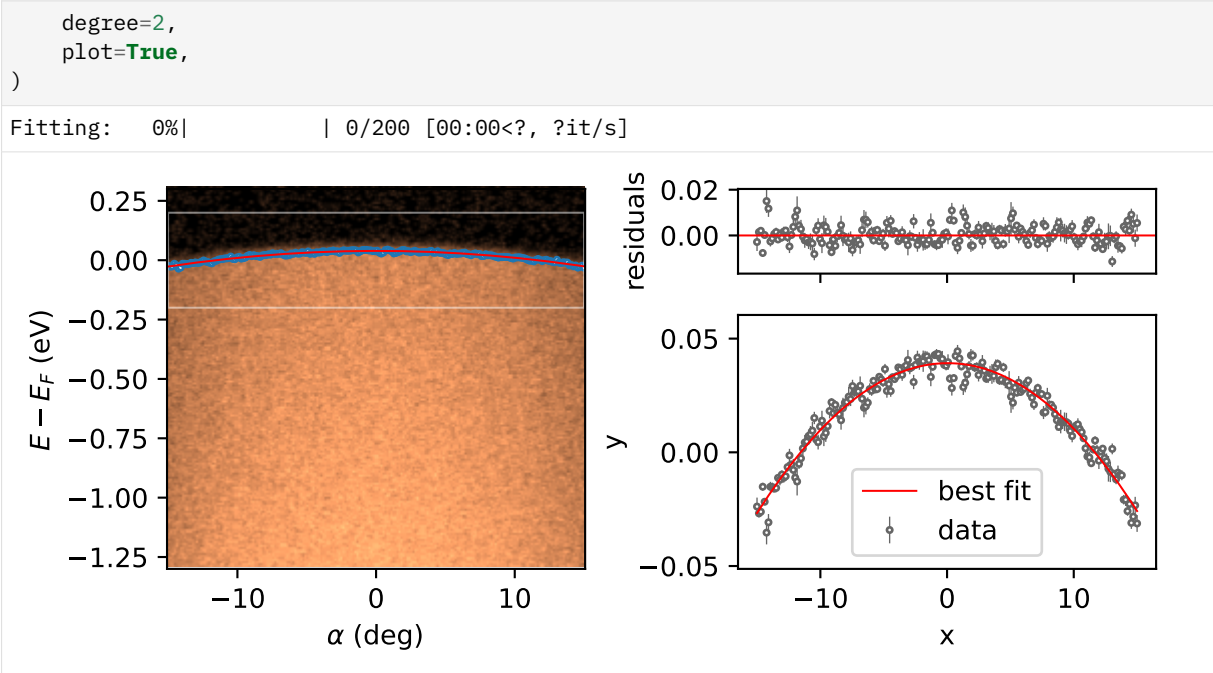 degree=2,
plot=True,
)
Fitting:   0%|          | 0/200 [00:00<?, ?it/s]
0.25
0.00
−0.25
−0.50
−0.75
−1.00
−1.25
E − E_F (eV)
−10
0
10
α (deg)
0.02
0.00
residuals
0.05
0.00
−0.05
y
best fit
data
−10
0
10
x